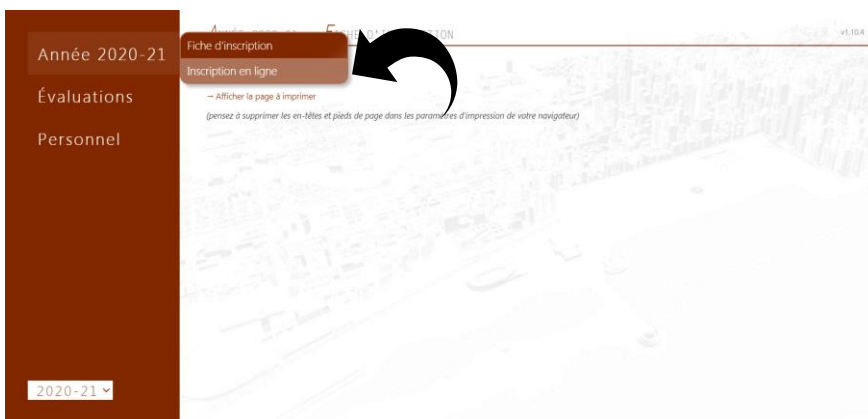 Année 2020-21
Évaluations
Personnel
2020-21
Fiche d'inscription
Inscription en ligne
v1.10.4
→ Afficher la page à imprimer
(pensez à supprimer les en-têtes et pieds de page dans les paramètres d'impression de votre navigateur)